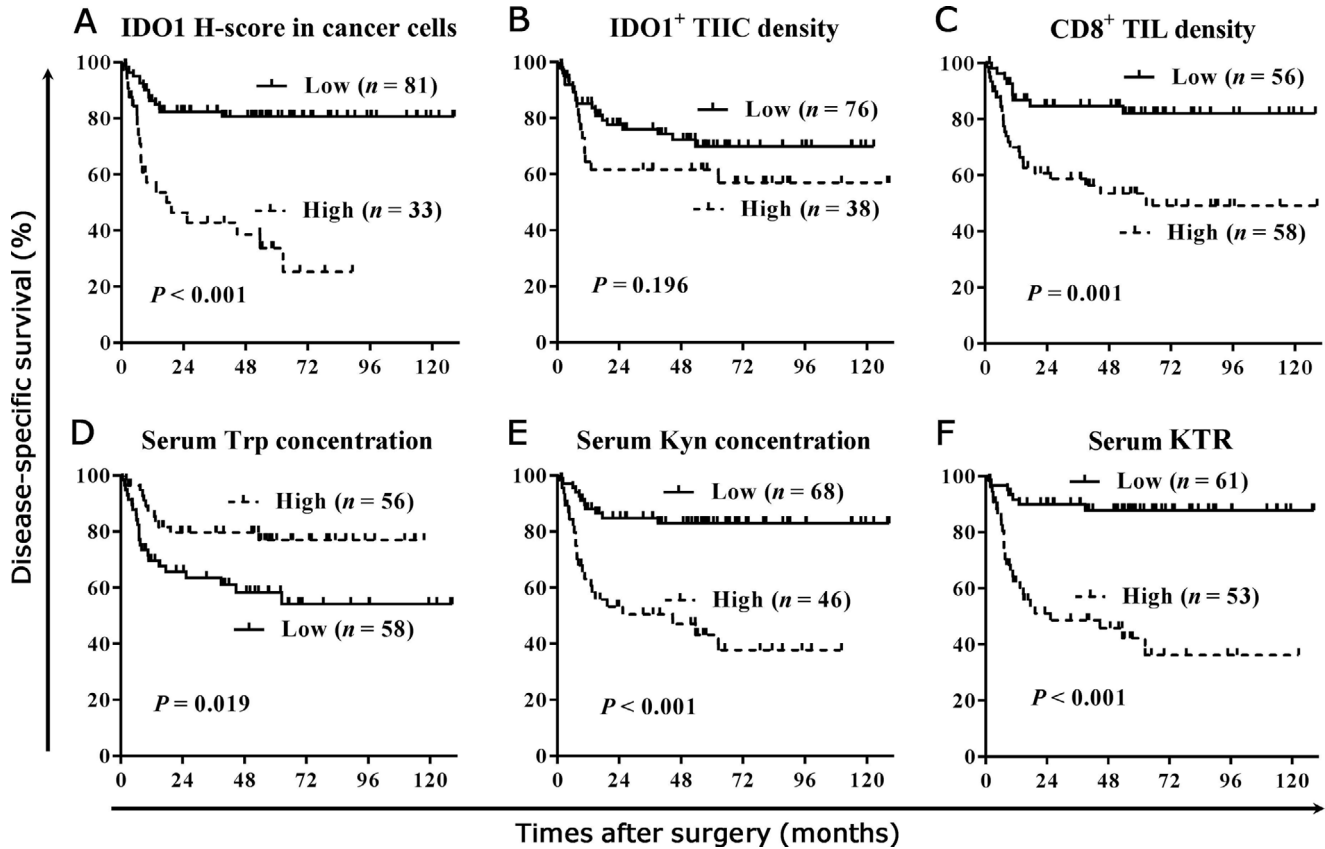 Disease-specific survival (%)
A
IDO1 H-score in cancer cells
100
80
60
40
20
0
Low (n = 81)
High (n = 33)
P < 0.001
0 24 48 72 96 120
B
IDO1⁺ TIIC density
100
80
60
40
20
0
Low (n = 76)
High (n = 38)
P = 0.196
0 24 48 72 96 120
C
CD8⁺ TIL density
100
80
60
40
20
0
Low (n = 56)
High (n = 58)
P = 0.001
0 24 48 72 96 120
D
Serum Trp concentration
100
80
60
40
20
0
High (n = 56)
Low (n = 58)
P = 0.019
0 24 48 72 96 120
E
Serum Kyn concentration
100
80
60
40
20
0
Low (n = 68)
High (n = 46)
P < 0.001
0 24 48 72 96 120
F
Serum KTR
100
80
60
40
20
0
Low (n = 61)
High (n = 53)
P < 0.001
0 24 48 72 96 120
Times after surgery (months)